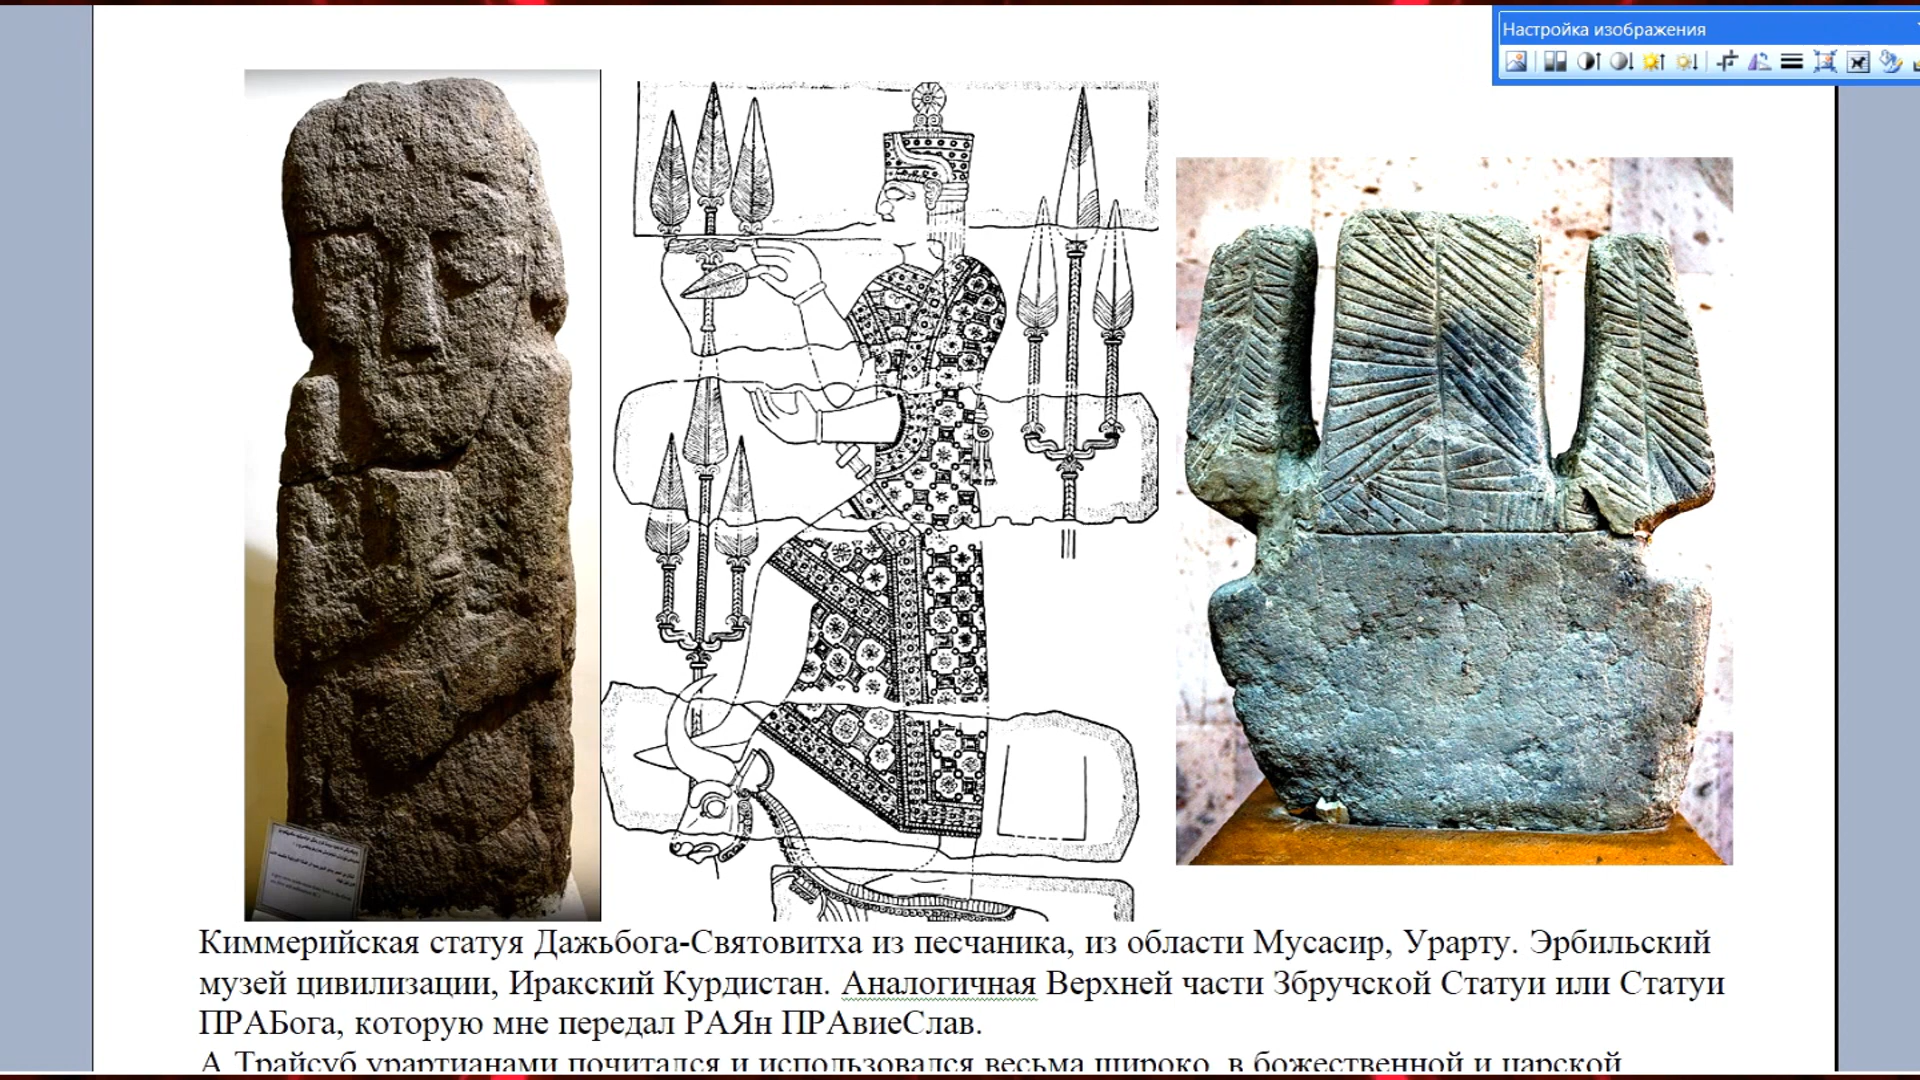 Настройка изображения
Киммерийская статуя Дажьбога-Святовитха из песчаника, из области Мусасир, Урарту. Эрбильский
музей цивилизации, Иракский Курдистан. Аналогичная Верхней части Збручской Статуи или Статуи
ПРАБога, которую мне передал РАЯн ПРАвиеСлав.
А Трайсуб урартианами почитался и использовался весьма широко, в божественной и царской